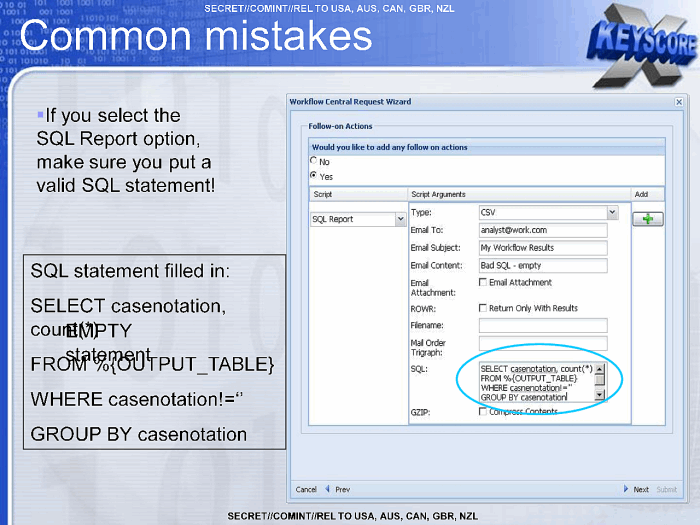 SECRET//COMINT//REL TO USA, AUS, CAN, GBR, NZL
Common mistakes
X KEYSCORE
If you select the
SQL Report option,
make sure you put a
valid SQL statement!
SQL statement filled in:
SELECT casenotation,
count(*)
EMPTY
statement
FROM %{OUTPUT_TABLE}
WHERE casenotation!=‘’
GROUP BY casenotation
Workflow Central Request Wizard
Follow-on Actions
Would you like to add any follow on actions
No
Yes
Script Script Arguments Add
SQL Report
Type: CSV
Email To: analyst@work.com
Email Subject: My Workflow Results
Email Content: Bad SQL - empty
Email
Attachment:
Email Attachment
ROWR: Return Only With Results
Filename:
Mail Order
Trigraph:
SQL: SELECT casenotation, count(*)
FROM %{OUTPUT_TABLE}
WHERE casenotation!=''
GROUP BY casenotation
GZIP: Compress Contents
Cancel Prev Next Submit
SECRET//COMINT//REL TO USA, AUS, CAN, GBR, NZL